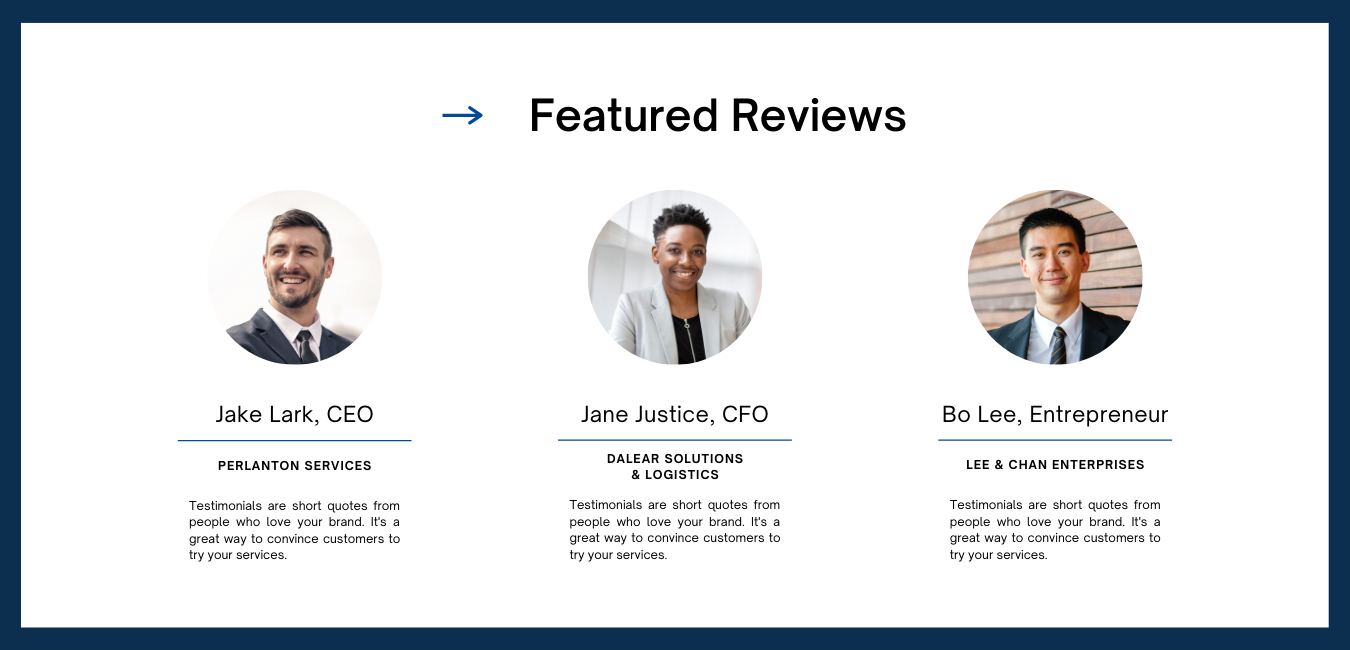 Featured Reviews
Jake Lark, CEO
PERLANTON SERVICES
Testimonials are short quotes from
people who love your brand. It's a
great way to convince customers to
try your services.
Jane Justice, CFO
DALEAR SOLUTIONS
& LOGISTICS
Testimonials are short quotes from
people who love your brand. It's a
great way to convince customers to
try your services.
Bo Lee, Entrepreneur
LEE & CHAN ENTERPRISES
Testimonials are short quotes from
people who love your brand. It's a
great way to convince customers to
try your services.